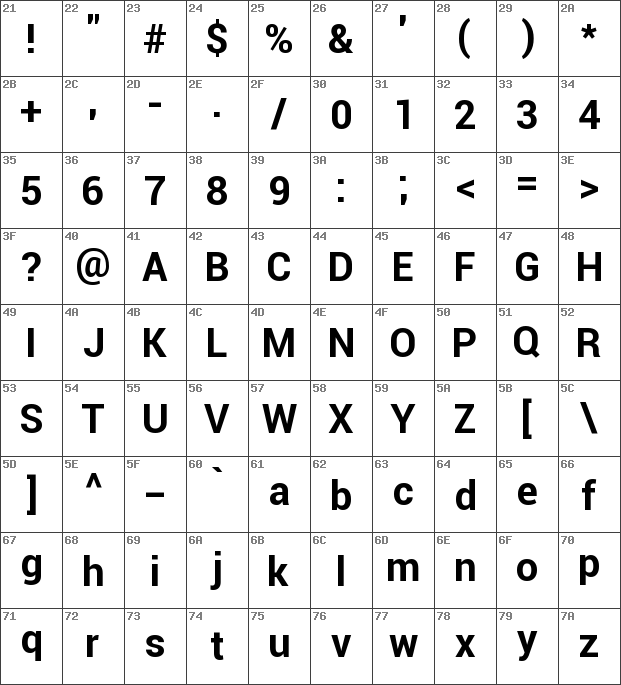 21 22 23 24 25 26 27 28 29 2A
! " # $ % & ' ( ) *
2B 2C 2D 2E 2F 30 31 32 33 34
+ , - . / 0 1 2 3 4
35 36 37 38 39 3A 3B 3C 3D 3E
5 6 7 8 9 : ; < = >
3F 40 41 42 43 44 45 46 47 48
? @ A B C D E F G H
49 4A 4B 4C 4D 4E 4F 50 51 52
I J K L M N O P Q R
53 54 55 56 57 58 59 5A 5B 5C
S T U V W X Y Z [ \
5D 5E 5F 60 61 62 63 64 65 66
] ^ _ ` a b c d e f
67 68 69 6A 6B 6C 6D 6E 6F 70
g h i j k l m n o p
71 72 73 74 75 76 77 78 79 7A
q r s t u v w x y z